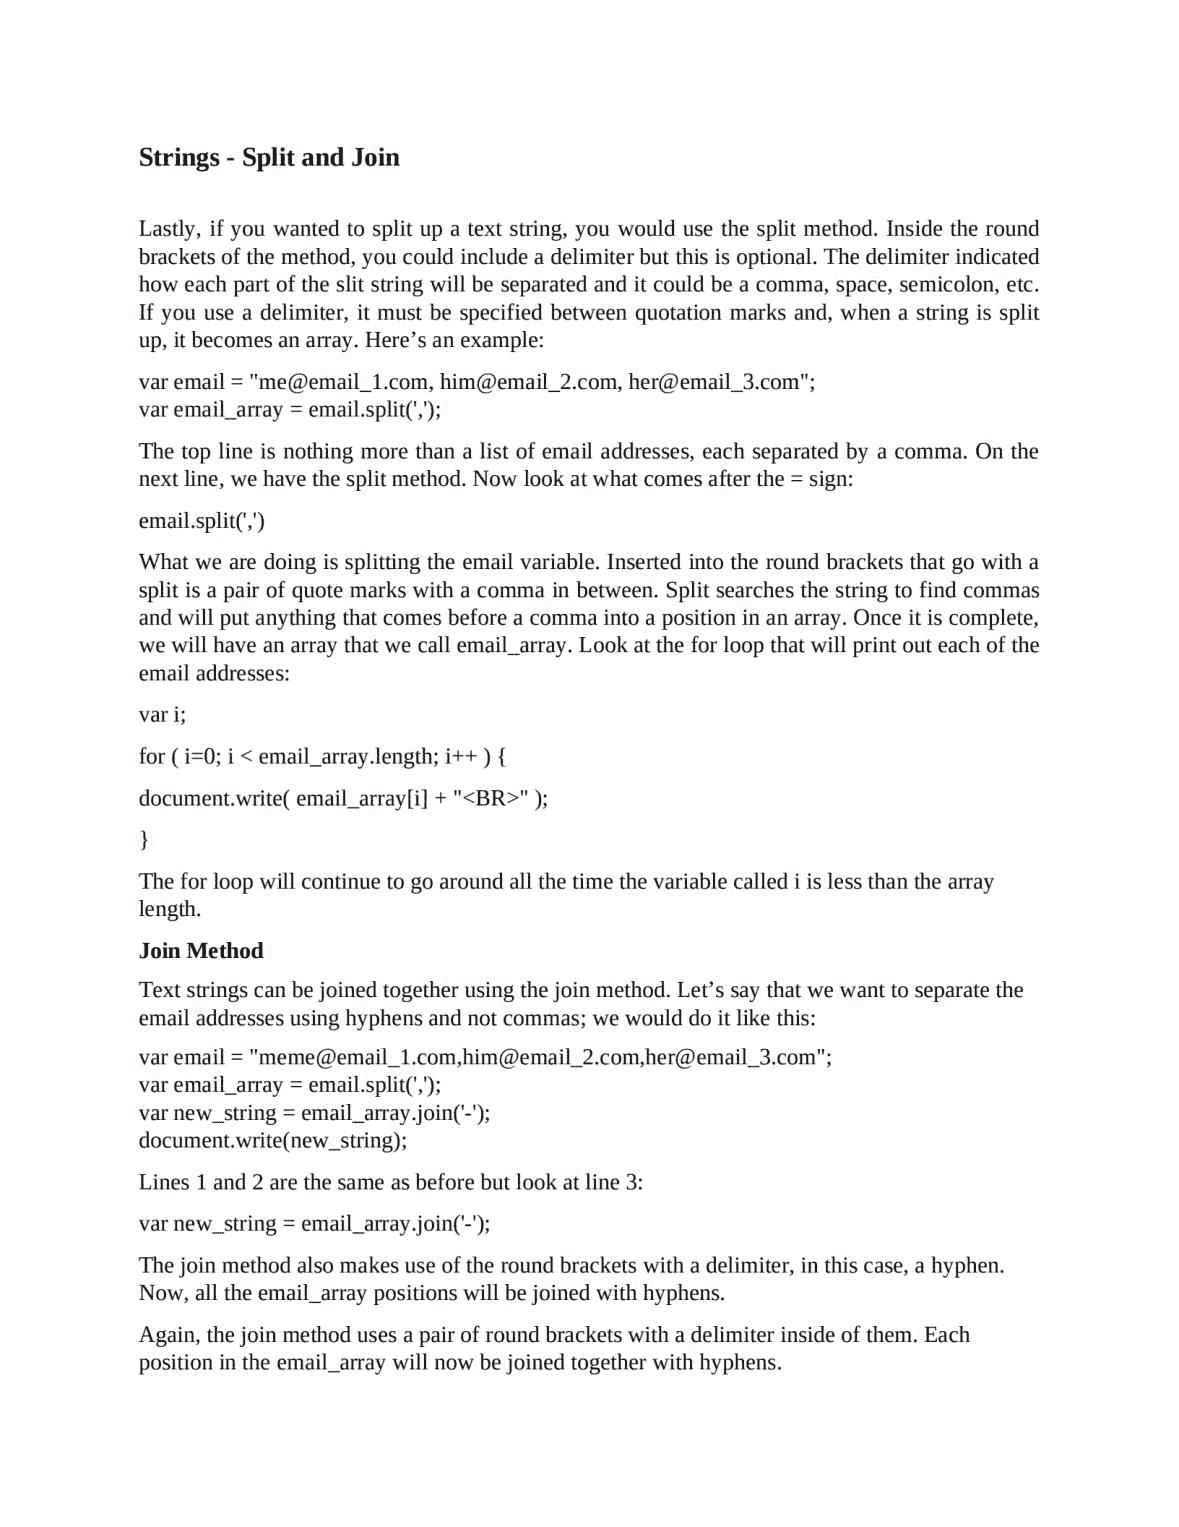 Strings - Split and Join
Lastly, if you wanted to split up a text string, you would use the split method. Inside the round
brackets of the method, you could include a delimiter but this is optional. The delimiter indicated
how each part of the slit string will be separated and it could be a comma, space, semicolon, etc.
If you use a delimiter, it must be specified between quotation marks and, when a string is split
up, it becomes an array. Here’s an example:
var email = "me@email_1.com, him@email_2.com, her@email_3.com";
var email_array = email.split(',');
The top line is nothing more than a list of email addresses, each separated by a comma. On the
next line, we have the split method. Now look at what comes after the = sign:
email.split(',')
What we are doing is splitting the email variable. Inserted into the round brackets that go with a
split is a pair of quote marks with a comma in between. Split searches the string to find commas
and will put anything that comes before a comma into a position in an array. Once it is complete,
we will have an array that we call email_array. Look at the for loop that will print out each of the
email addresses:
var i;
for ( i=0; i < email_array.length; i++ ) {
document.write( email_array[i] + "<BR>" );
}
The for loop will continue to go around all the time the variable called i is less than the array
length.
Join Method
Text strings can be joined together using the join method. Let’s say that we want to separate the
email addresses using hyphens and not commas; we would do it like this:
var email = "meme@email_1.com,him@email_2.com,her@email_3.com";
var email_array = email.split(',');
var new_string = email_array.join('-');
document.write(new_string);
Lines 1 and 2 are the same as before but look at line 3:
var new_string = email_array.join('-');
The join method also makes use of the round brackets with a delimiter, in this case, a hyphen.
Now, all the email_array positions will be joined with hyphens.
Again, the join method uses a pair of round brackets with a delimiter inside of them. Each
position in the email_array will now be joined together with hyphens.